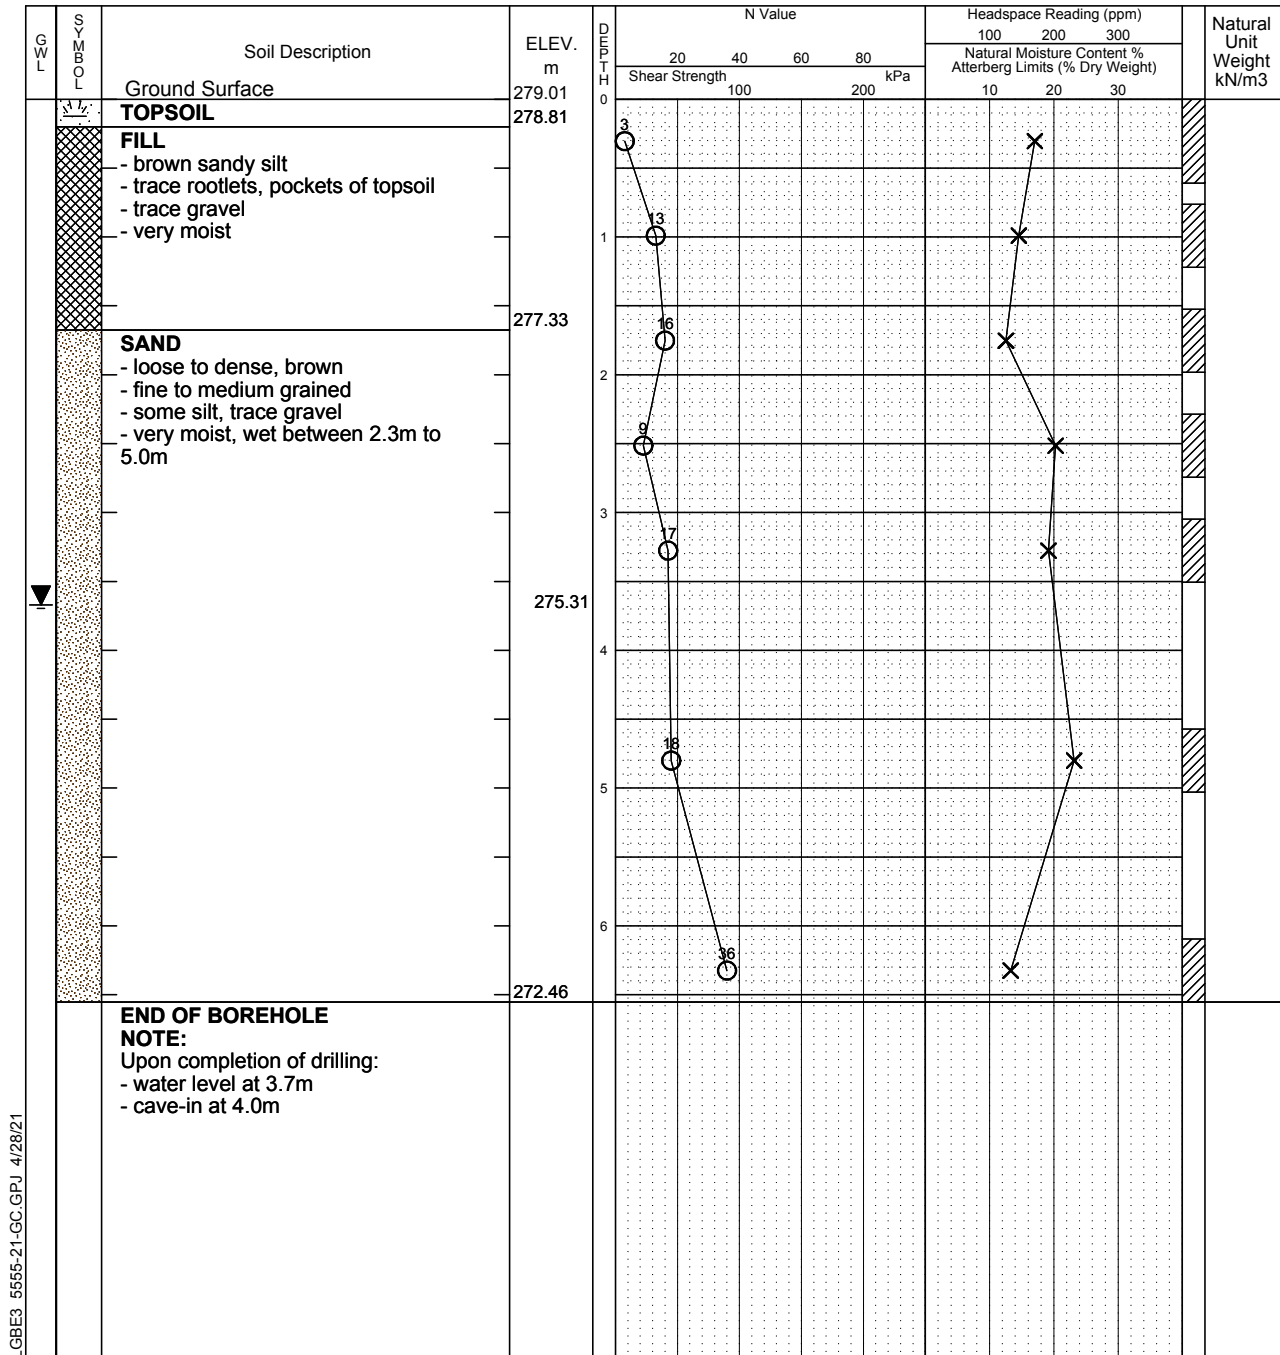 GWL
SYMBOL
Soil Description
Ground Surface
ELEV.
m
279.01
DEPTH
0
N Value
20 40 60 80
Shear Strength kPa
100 200
Headspace Reading (ppm)
100 200 300
Natural Moisture Content %
Atterberg Limits (% Dry Weight)
10 20 30
Natural
Unit
Weight
kN/m3
TOPSOIL
278.81
FILL
- brown sandy silt
- trace rootlets, pockets of topsoil
- trace gravel
- very moist
277.33
SAND
- loose to dense, brown
- fine to medium grained
- some silt, trace gravel
- very moist, wet between 2.3m to
5.0m
275.31
272.46
END OF BOREHOLE
NOTE:
Upon completion of drilling:
- water level at 3.7m
- cave-in at 4.0m
1
2
3
4
5
6
3
13
16
9
17
18
36
GBE3 5555-21-GC.GPJ 4/28/21